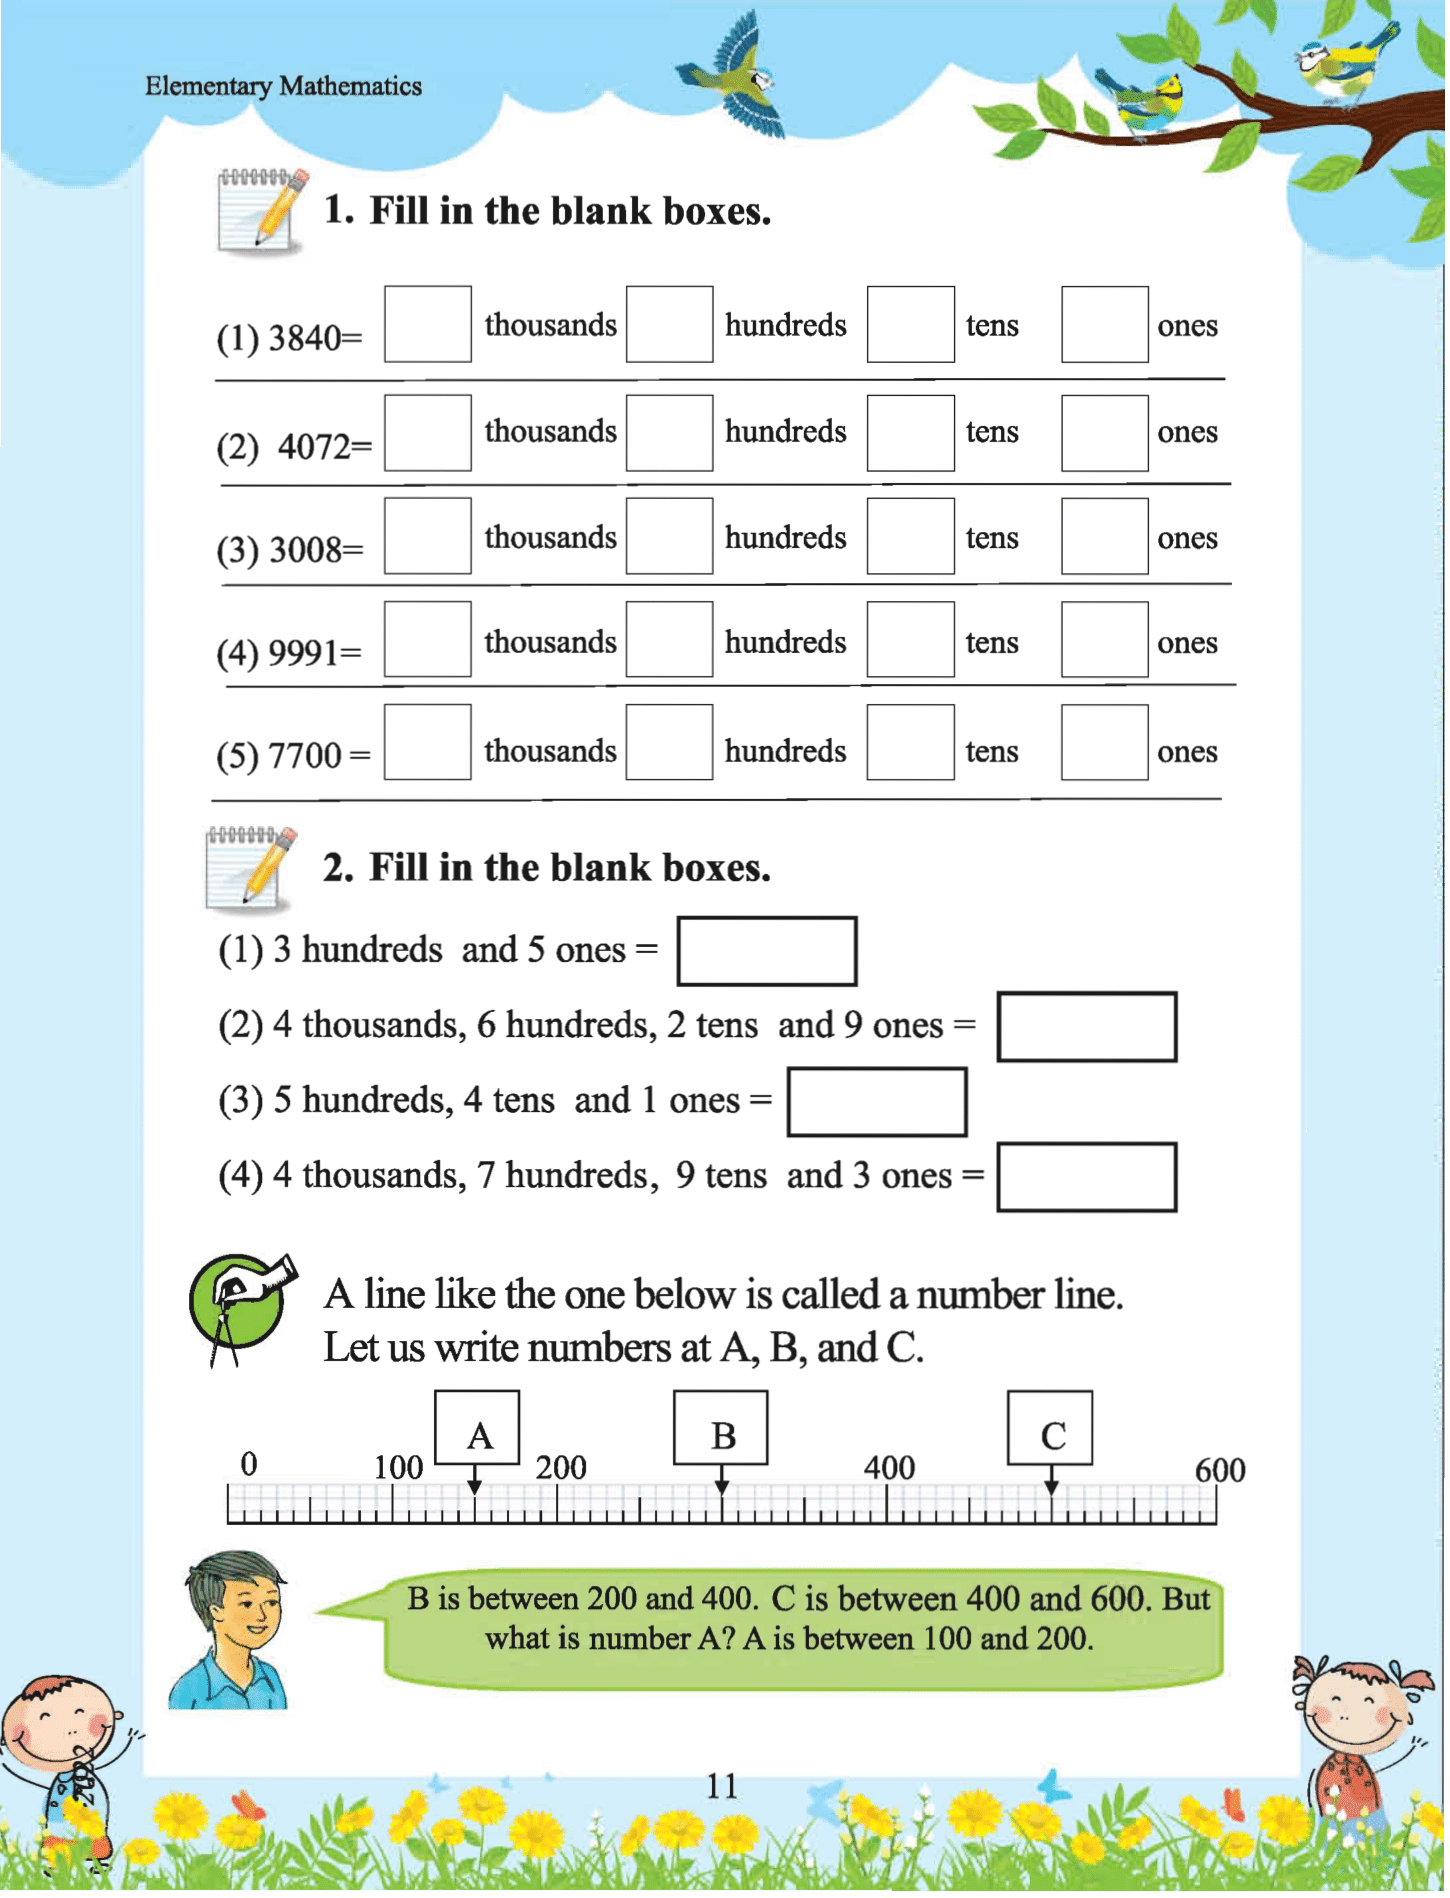 Elementary Mathematics
1. Fill in the blank boxes.
(1) 3840= thousands hundreds tens ones
(2) 4072= thousands hundreds tens ones
(3) 3008= thousands hundreds tens ones
(4) 9991= thousands hundreds tens ones
(5) 7700 = thousands hundreds tens ones
2. Fill in the blank boxes.
(1) 3 hundreds and 5 ones =
(2) 4 thousands, 6 hundreds, 2 tens and 9 ones =
(3) 5 hundreds, 4 tens and 1 ones =
(4) 4 thousands, 7 hundreds, 9 tens and 3 ones =
A line like the one below is called a number line.
Let us write numbers at A, B, and C.
A B C
0 100 200 400 600
B is between 200 and 400. C is between 400 and 600. But
what is number A? A is between 100 and 200.
11